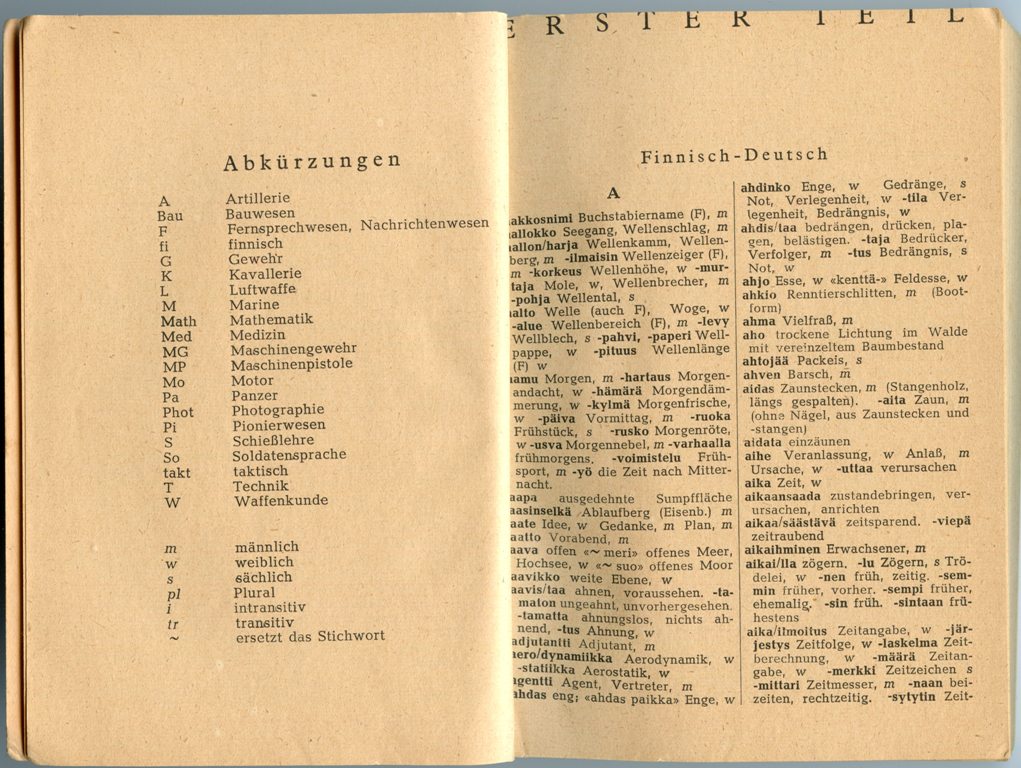 Abkürzungen
A Artillerie
Bau Bauwesen
F Fernsprechwesen, Nachrichtenwesen
fi finnisch
G Gewehr
K Kavallerie
L Luftwaffe
M Marine
Math Mathematik
Med Medizin
MG Maschinengewehr
MP Maschinenpistole
Mo Motor
Pa Panzer
Phot Photographie
Pi Pionierwesen
S Schießlehre
So Soldatensprache
takt taktisch
T Technik
W Waffenkunde
m männlich
w weiblich
s sächlich
pl Plural
i intransitiv
tr transitiv
~ ersetzt das Stichwort
ERSTER TEIL
Finnisch-Deutsch
A
aakkosnimi Buchstabiername (F), m
aallokko Seegang, Wellenschlag, m
aallon/harja Wellenkamm, Wellen-
berg, m -ilmaisin Wellenzeiger (F),
m -korkeus Wellenhöhe, w -mur-
taja Mole, w, Wellenbrecher, m
-pohja Wellental, s
aalto Welle (auch F), Woge, w
-alue Wellenbereich (F), m -levy
Wellblech, s -pahvi, -paperi Well-
pappe, w -pituus Wellenlänge
(F) w
aamu Morgen, m -hartaus Morgen-
andacht, w -hämärä Morgendäm-
merung, w -kylmä Morgenfrische,
w -päiva Vormittag, m -ruoka
Frühstück, s -rusko Morgenröte,
w -usva Morgennebel, m -varhaalla
frühmorgens. -voimistelu Früh-
sport, m -yö die Zeit nach Mitter-
nacht.
aapa ausgedehnte Sumpffläche
aasinselkä Ablaufberg (Eisenb.) m
aate Idee, w Gedanke, m Plan, m
aatto Vorabend, m
aava offen «~ meri» offenes Meer,
Hochsee, w «~ suo» offenes Moor
aavikko weite Ebene, w
aavis/taa ahnen, voraussehen. -ta-
maton ungeahnt, unvorhergesehen.
-tamatta ahnungslos, nichts ah-
nend, -tus Ahnung, w
adjutantti Adjutant, m
aero/dynamiikka Aerodynamik, w
-statiikka Aerostatik, w
agentti Agent, Vertreter, m
ahdas eng; «ahdas paikka» Enge, w
ahdinko Enge, w Gedränge, s
Not, Verlegenheit, w -tila Ver-
legenheit, Bedrängnis, w
ahdis/taa bedrängen, drücken, pla-
gen, belästigen. -taja Bedrücker,
Verfolger, m -tus Bedrängnis, s
Not, w
ahjo Esse, w «kenttä-» Feldesse, w
ahkio Renntierschlitten, m (Boot-
form)
ahma Vielfraß, m
aho trockene Lichtung im Walde
mit vereinzeltem Baumbestand
ahtojää Packeis, s
ahven Barsch, m
aidas Zaunstecken, m (Stangenholz,
längs gespalten). -aita Zaun, m
(ohne Nägel, aus Zaunstecken und
-stangen)
aidata einzäunen
aihe Veranlassung, w Anlaß, m
Ursache, w -uttaa verursachen
aika Zeit, w
aikaansaada zustandebringen, ver-
ursachen, anrichten
aikaa/säästävä zeitsparend. -viepä
zeitraubend
aikaihminen Erwachsener, m
aikai/lla zögern. -lu Zögern, s Trö-
delei, w -nen früh, zeitig. -sem-
min früher, vorher. -sempi früher,
ehemalig. -sin früh. -sintaan frü-
hestens
aika/ilmoitus Zeitangabe, w -jär-
jestys Zeitfolge, w -laskelma Zeit-
berechnung, w -määrä Zeitan-
gabe, w -merkki Zeitzeichen s
-mittari Zeitmesser, m -naan bei-
zeiten, rechtzeitig. -sytytin Zeit-